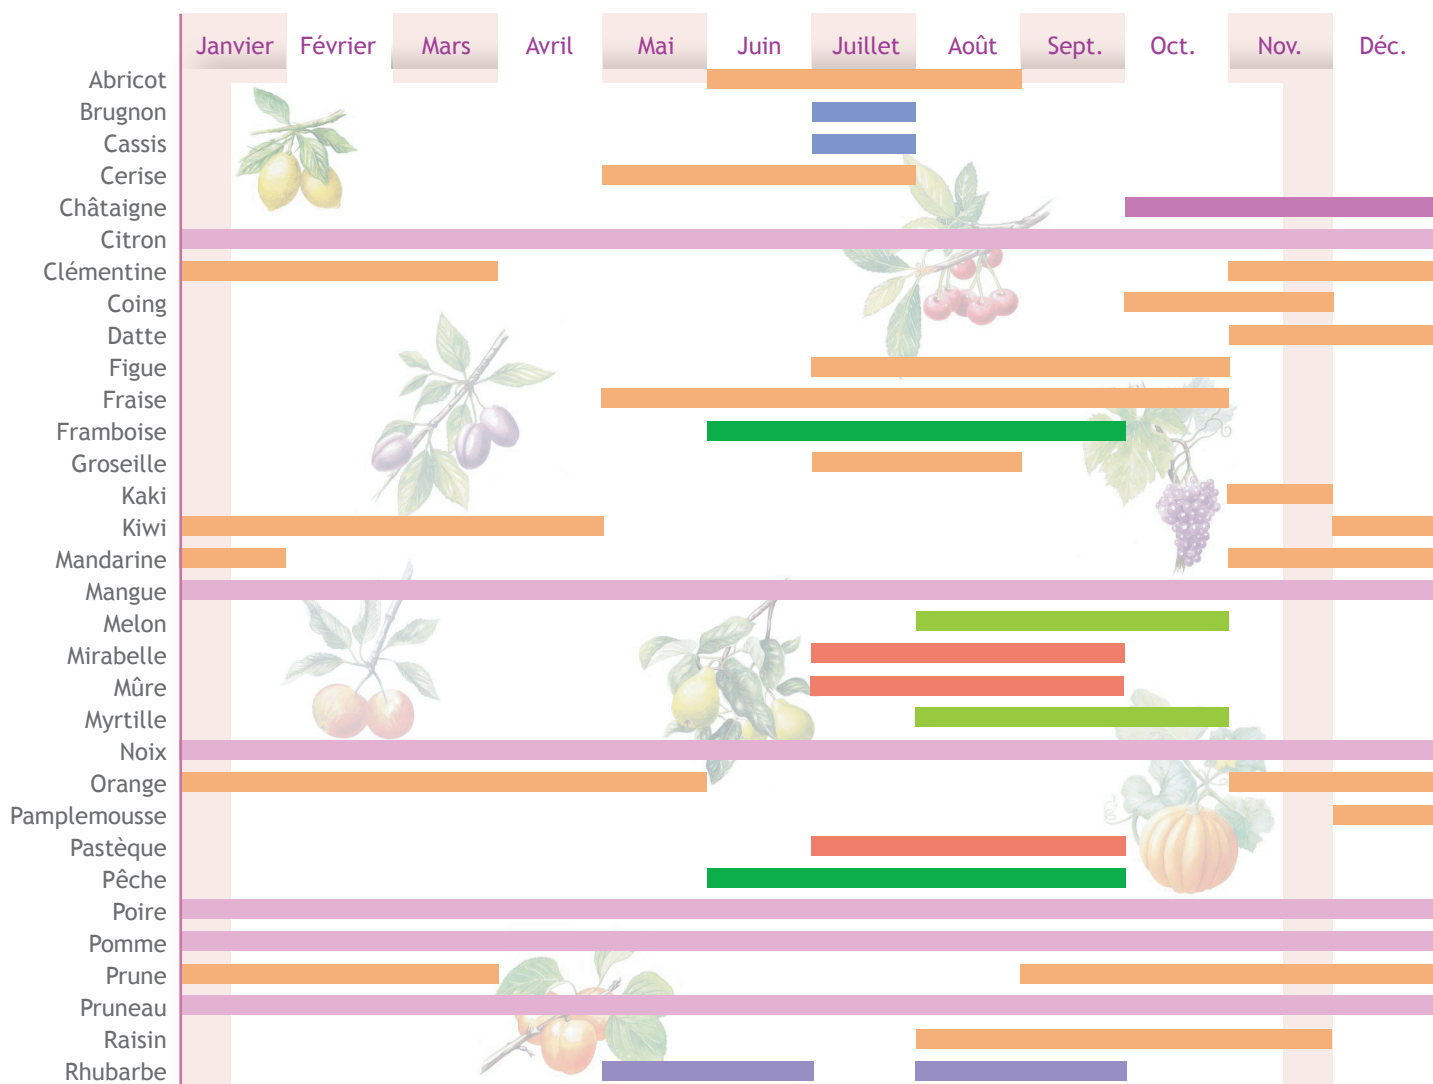 Janvier Février Mars Avril Mai Juin Juillet Août Sept. Oct. Nov. Déc.
Abricot
Brugnon
Cassis
Cerise
Châtaigne
Citron
Clémentine
Coing
Datte
Figue
Fraise
Framboise
Groseille
Kaki
Kiwi
Mandarine
Mangue
Melon
Mirabelle
Mûre
Myrtille
Noix
Orange
Pamplemousse
Pastèque
Pêche
Poire
Pomme
Prune
Pruneau
Raisin
Rhubarbe